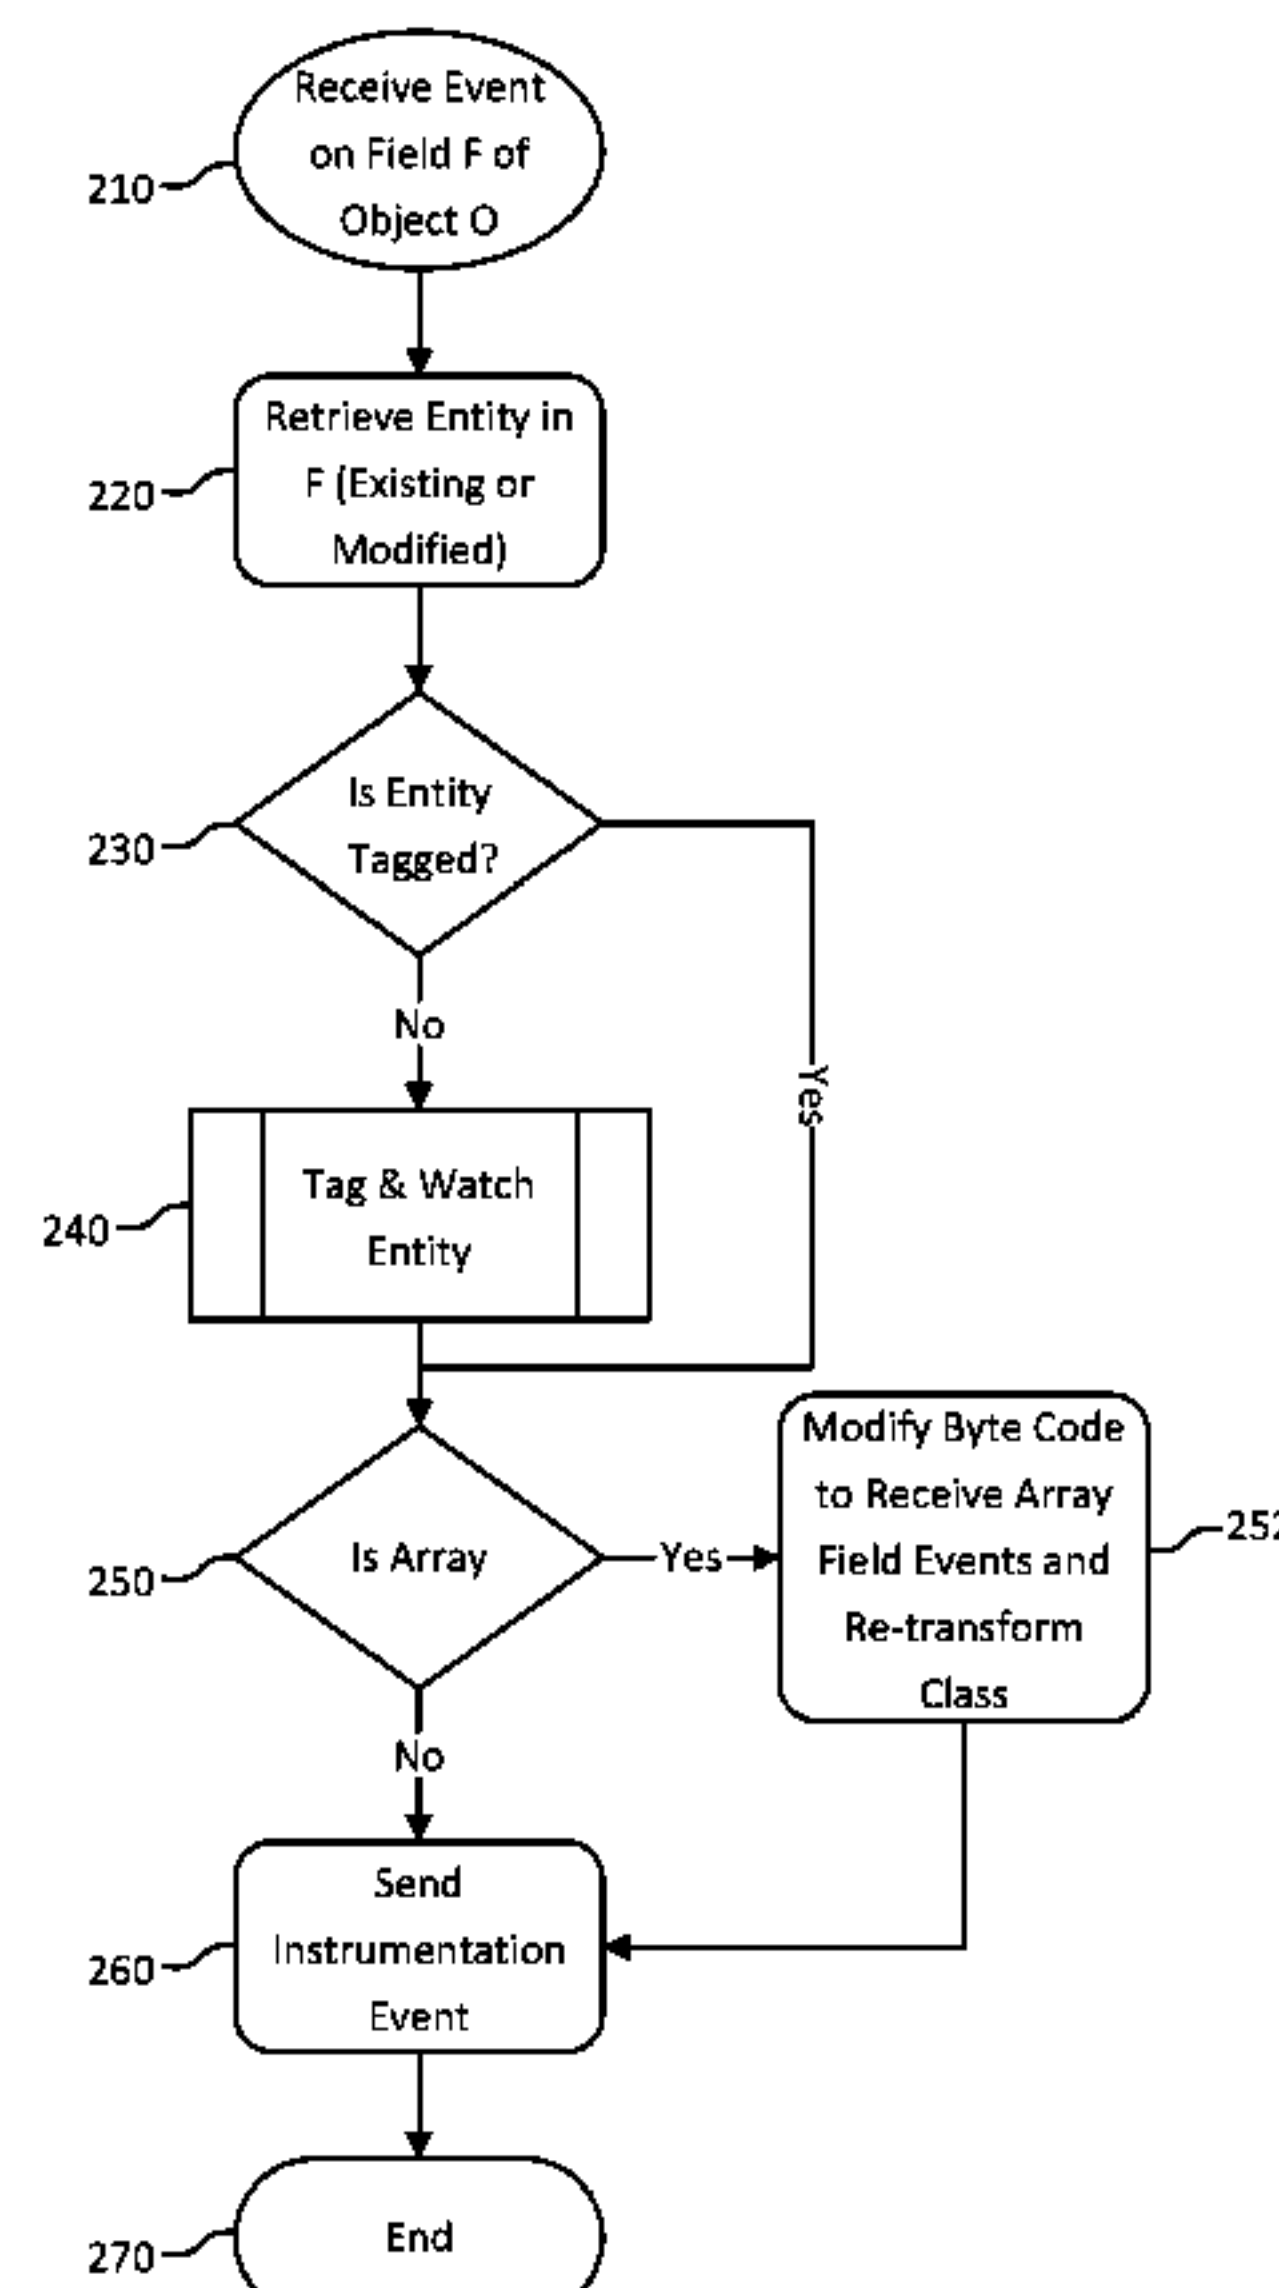 Receive Event
on Field F of
Object O
210
Retrieve Entity in
F (Existing or
Modified)
220
Is Entity
Tagged?
230
No
Yes
Tag & Watch
Entity
240
Is Array
250
Yes
Modify Byte Code
to Receive Array
Field Events and
Re-transform
Class
252
No
Send
Instrumentation
Event
260
End
270